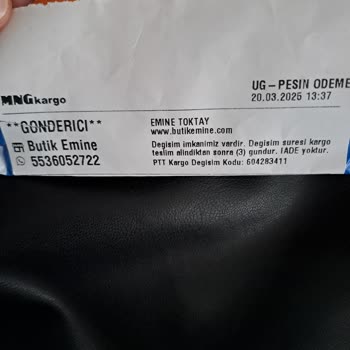 MNGkargo
UG-PESIN ODEME
20.03.2025 13:37
**GONDERICI**
Butik Emine
5536052722
EMINE TOKTAY
www.butikemine.com
Degisim imkanimiz vardir. Degisim suresi kargo
teslim alindiktan sonra (3) gundur. IADE yoktur.
PTT Kargo Degisim Kodu: 604283411